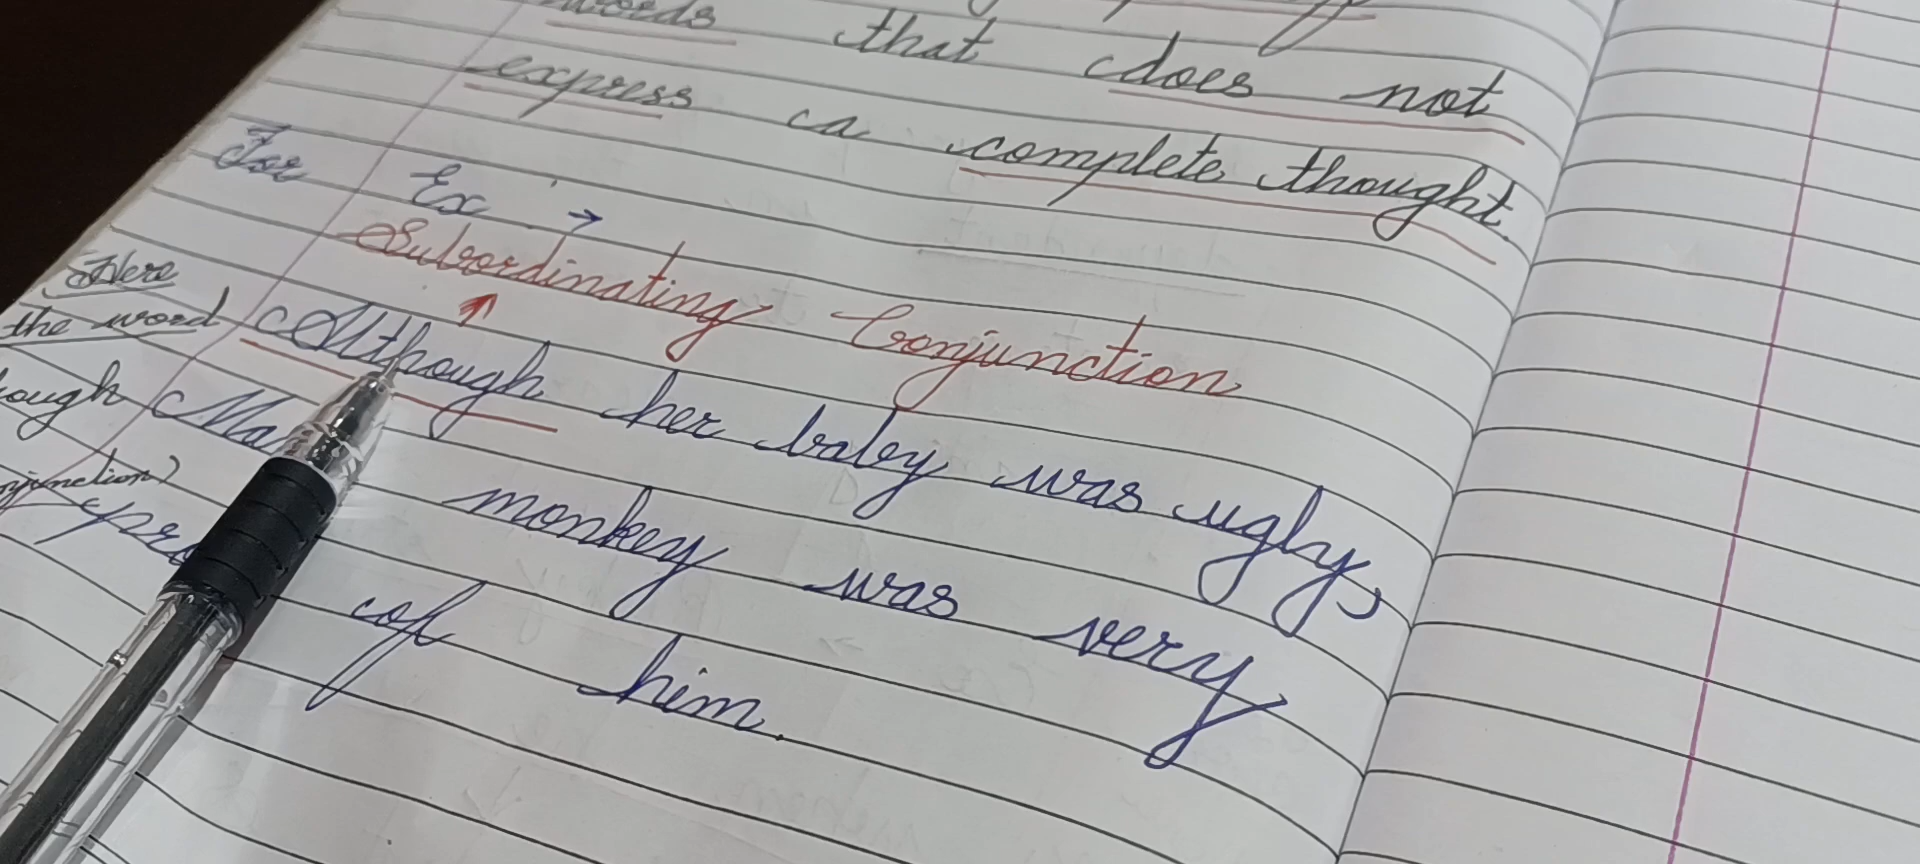 words that does not
express a complete thought.
For Ex →
Subordinating Conjunction
Here
the word
Although her baby was ugly,
monkey was very
of him.